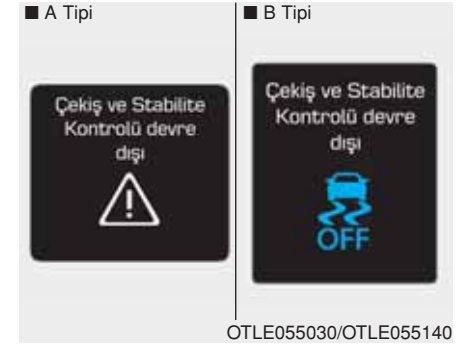 ■ A Tipi
Çekiş ve Stabilite
Kontrolü devre
dışı
■ B Tipi
Çekiş ve Stabilite
Kontrolü devre
dışı
OFF
OTLE055030/OTLE055140